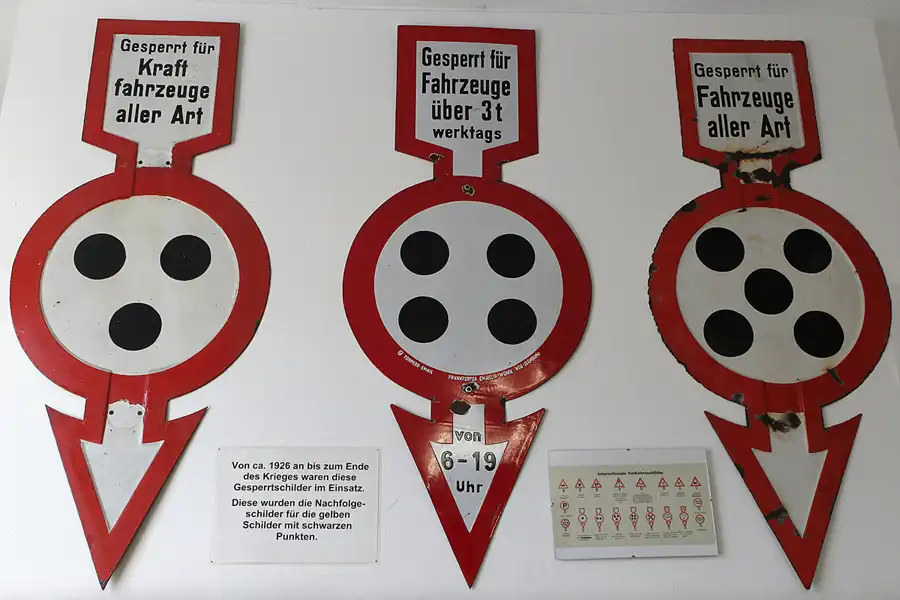 Gesperrt für
Kraft
fahrzeuge
aller Art
Gesperrt für
Fahrzeuge
über 3t
werktags
von
6-19
Uhr
Gesperrt für
Fahrzeuge
aller Art
Von ca. 1926 an bis zum Ende
des Krieges waren diese
Gesperrtschilder im Einsatz.
Diese wurden die Nachfolge-
schilder für die gelben
Schilder mit schwarzen
Punkten.
Internationale Verkehrsschilder